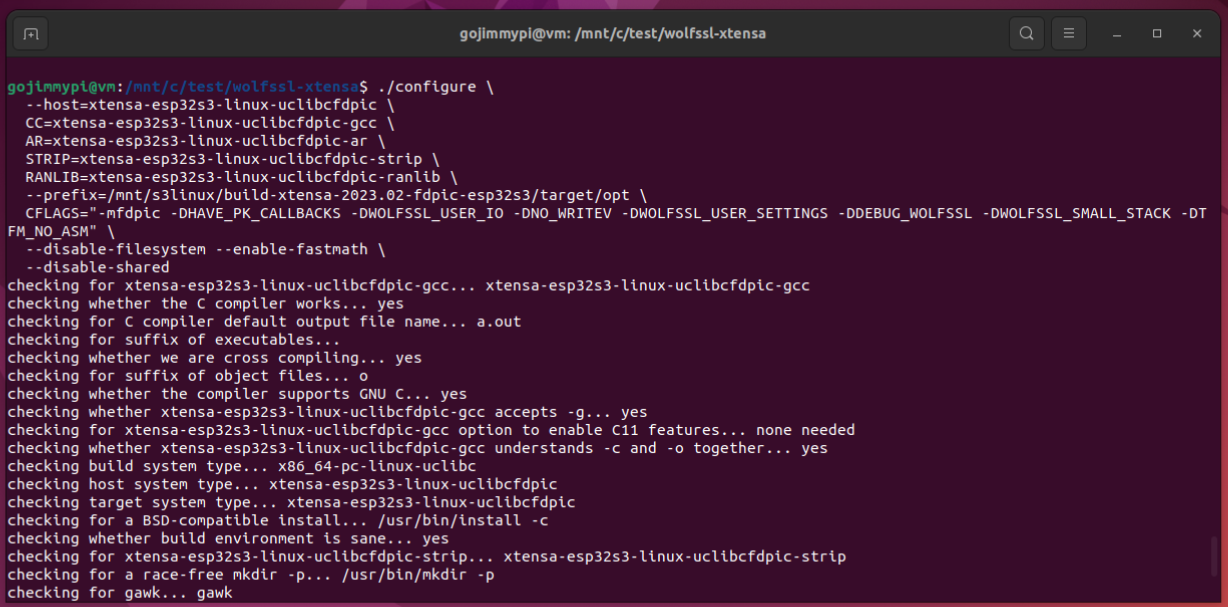 gojimmypi@vm: /mnt/c/test/wolfssl-xtensa
gojimmypi@vm:/mnt/c/test/wolfssl-xtensa$ ./configure \
  --host=xtensa-esp32s3-linux-uclibcfdpic \
  CC=xtensa-esp32s3-linux-uclibcfdpic-gcc \
  AR=xtensa-esp32s3-linux-uclibcfdpic-ar \
  STRIP=xtensa-esp32s3-linux-uclibcfdpic-strip \
  RANLIB=xtensa-esp32s3-linux-uclibcfdpic-ranlib \
  --prefix=/mnt/s3linux/build-xtensa-2023.02-fdpic-esp32s3/target/opt \
  CFLAGS="-mfdpic -DHAVE_PK_CALLBACKS -DWOLFSSL_USER_IO -DNO_WRITEV -DWOLFSSL_USER_SETTINGS -DDEBUG_WOLFSSL -DWOLFSSL_SMALL_STACK -DT
FM_NO_ASM" \
  --disable-filesystem --enable-fastmath \
  --disable-shared
checking for xtensa-esp32s3-linux-uclibcfdpic-gcc... xtensa-esp32s3-linux-uclibcfdpic-gcc
checking whether the C compiler works... yes
checking for C compiler default output file name... a.out
checking for suffix of executables...
checking whether we are cross compiling... yes
checking for suffix of object files... o
checking whether the compiler supports GNU C... yes
checking whether xtensa-esp32s3-linux-uclibcfdpic-gcc accepts -g... yes
checking for xtensa-esp32s3-linux-uclibcfdpic-gcc option to enable C11 features... none needed
checking whether xtensa-esp32s3-linux-uclibcfdpic-gcc understands -c and -o together... yes
checking build system type... x86_64-pc-linux-uclibc
checking host system type... xtensa-esp32s3-linux-uclibcfdpic
checking target system type... xtensa-esp32s3-linux-uclibcfdpic
checking for a BSD-compatible install... /usr/bin/install -c
checking whether build environment is sane... yes
checking for xtensa-esp32s3-linux-uclibcfdpic-strip... xtensa-esp32s3-linux-uclibcfdpic-strip
checking for a race-free mkdir -p... /usr/bin/mkdir -p
checking for gawk... gawk